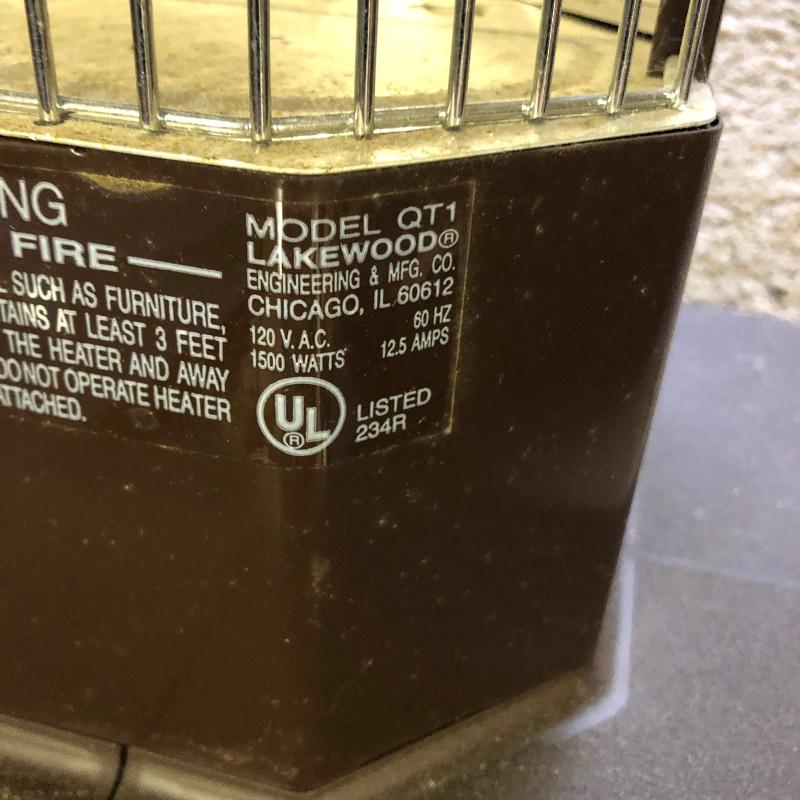 NG
FIRE
SUCH AS FURNITURE,
AT LEAST 3 FEET
THE HEATER AND AWAY
DO NOT OPERATE HEATER
ATTACHED.
MODEL QT1
LAKEWOOD®
ENGINEERING & MFG. CO.
CHICAGO, IL 60612
120 V. A.C. 60 HZ
1500 WATTS 12.5 AMPS
UL®
LISTED
234R